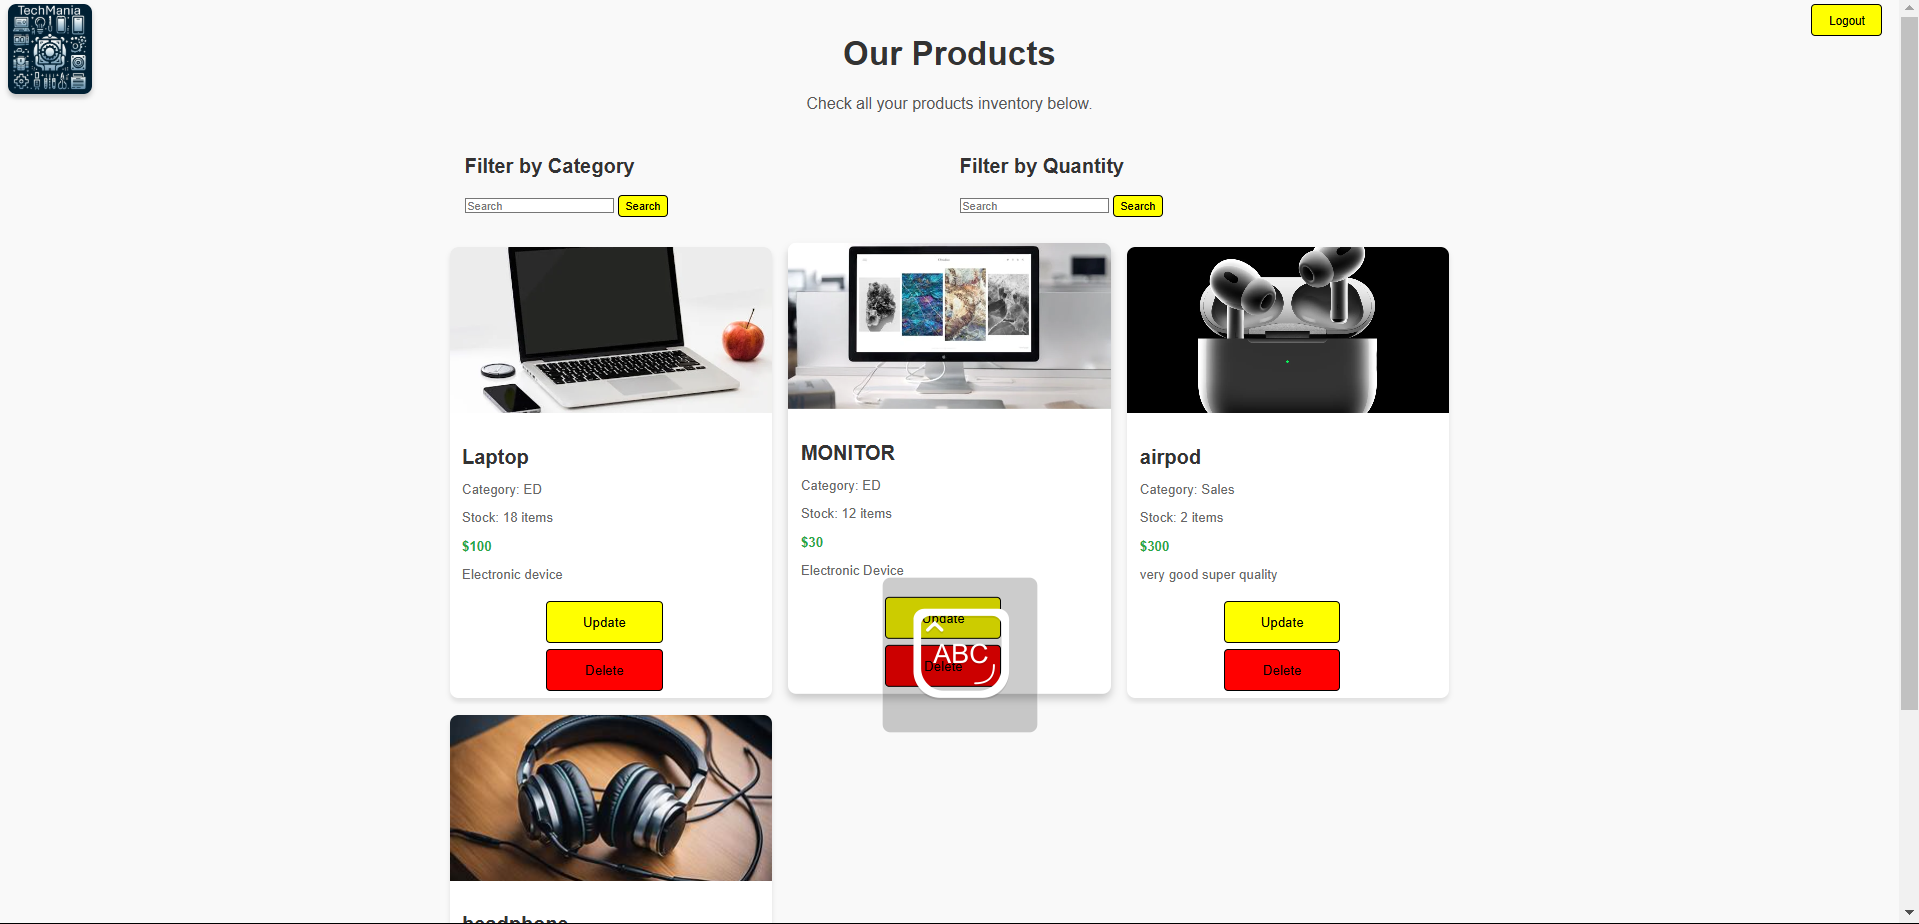 TechMania
Logout
Our Products
Check all your products inventory below.
Filter by Category
Search Search
Filter by Quantity
Search Search
Laptop
Category: ED
Stock: 18 items
$100
Electronic device
Update
Delete
MONITOR
Category: ED
Stock: 12 items
$30
Electronic Device
Update
Delete
ABC
airpod
Category: Sales
Stock: 2 items
$300
very good super quality
Update
Delete
headphone